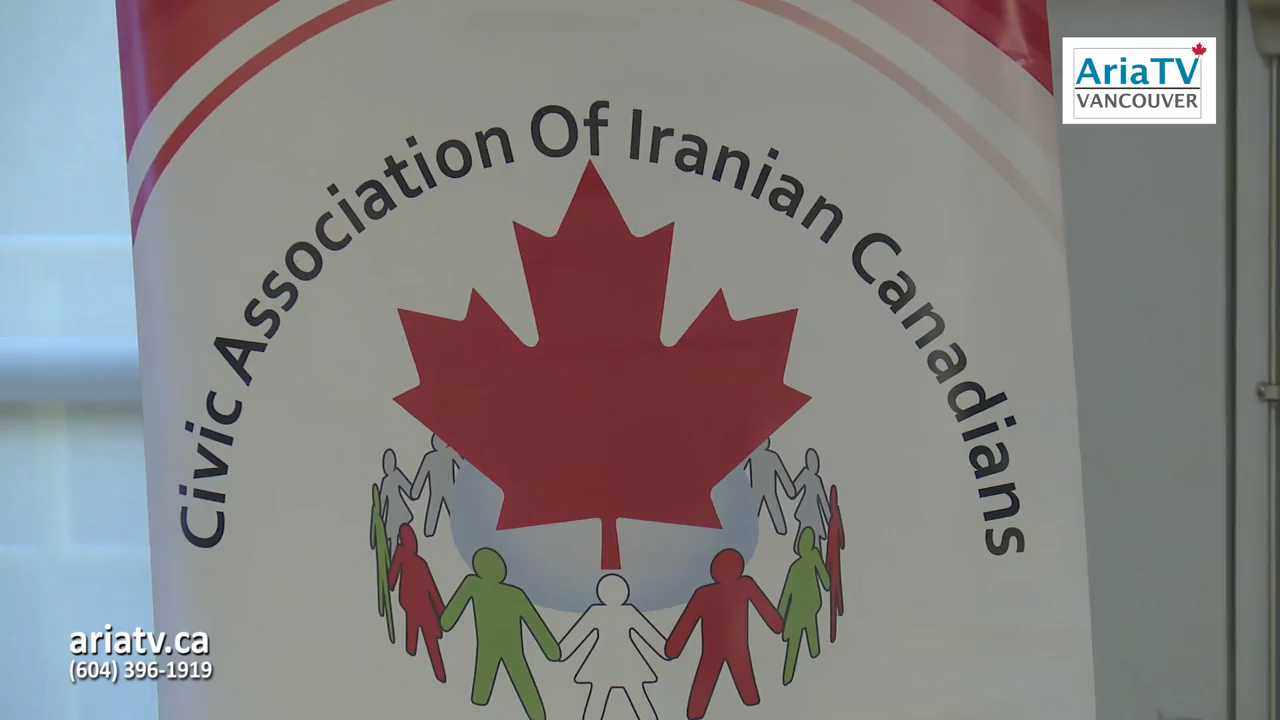 Civic Association Of Iranian Canadians
AriaTV
VANCOUVER
ariatv.ca
(604) 396-1919